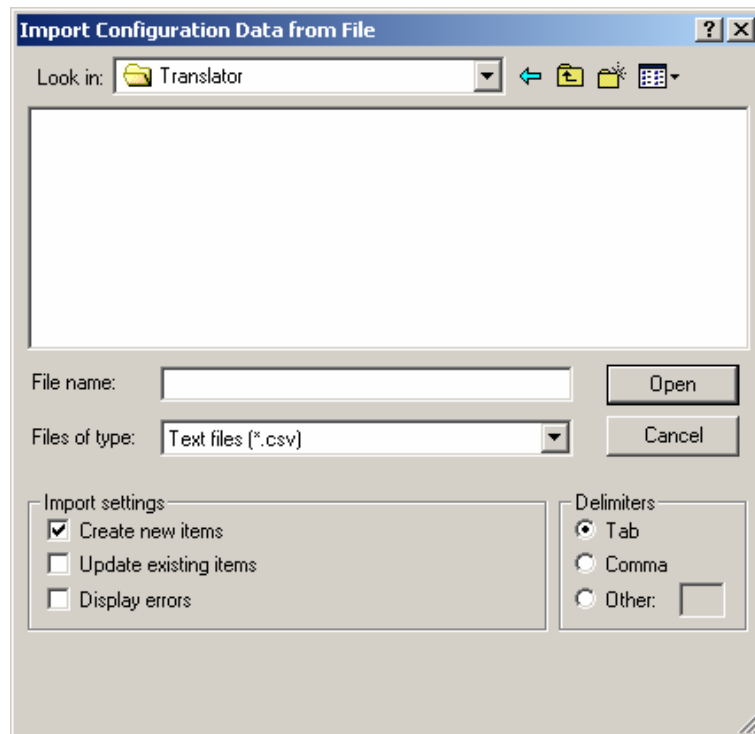 Import Configuration Data from File
Look in: Translator
File name: Open
Files of type: Text files (*.csv) Cancel
Import settings Delimiters
Create new items Tab
Update existing items Comma
Display errors Other: